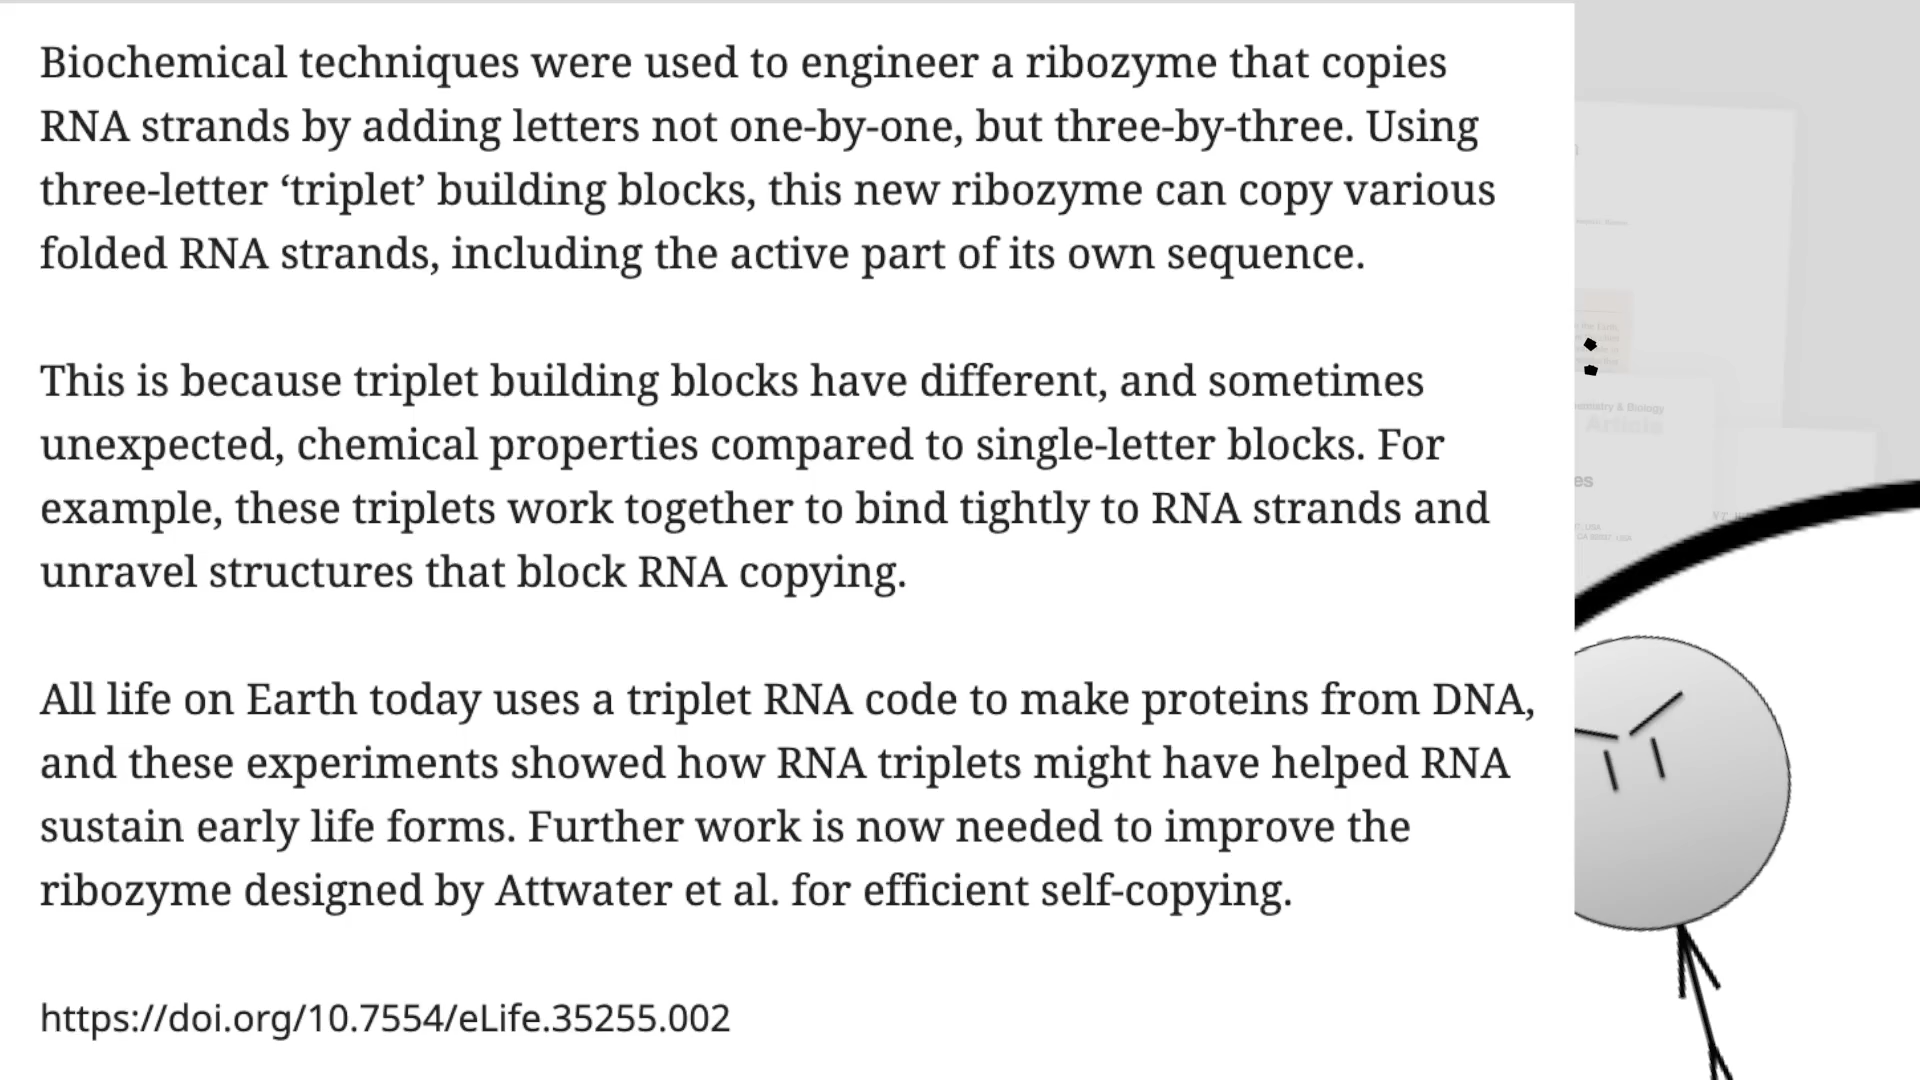 Biochemical techniques were used to engineer a ribozyme that copies
RNA strands by adding letters not one-by-one, but three-by-three. Using
three-letter ‘triplet’ building blocks, this new ribozyme can copy various
folded RNA strands, including the active part of its own sequence.
This is because triplet building blocks have different, and sometimes
unexpected, chemical properties compared to single-letter blocks. For
example, these triplets work together to bind tightly to RNA strands and
unravel structures that block RNA copying.
All life on Earth today uses a triplet RNA code to make proteins from DNA,
and these experiments showed how RNA triplets might have helped RNA
sustain early life forms. Further work is now needed to improve the
ribozyme designed by Attwater et al. for efficient self-copying.
https://doi.org/10.7554/eLife.35255.002
& Biology
Article
es